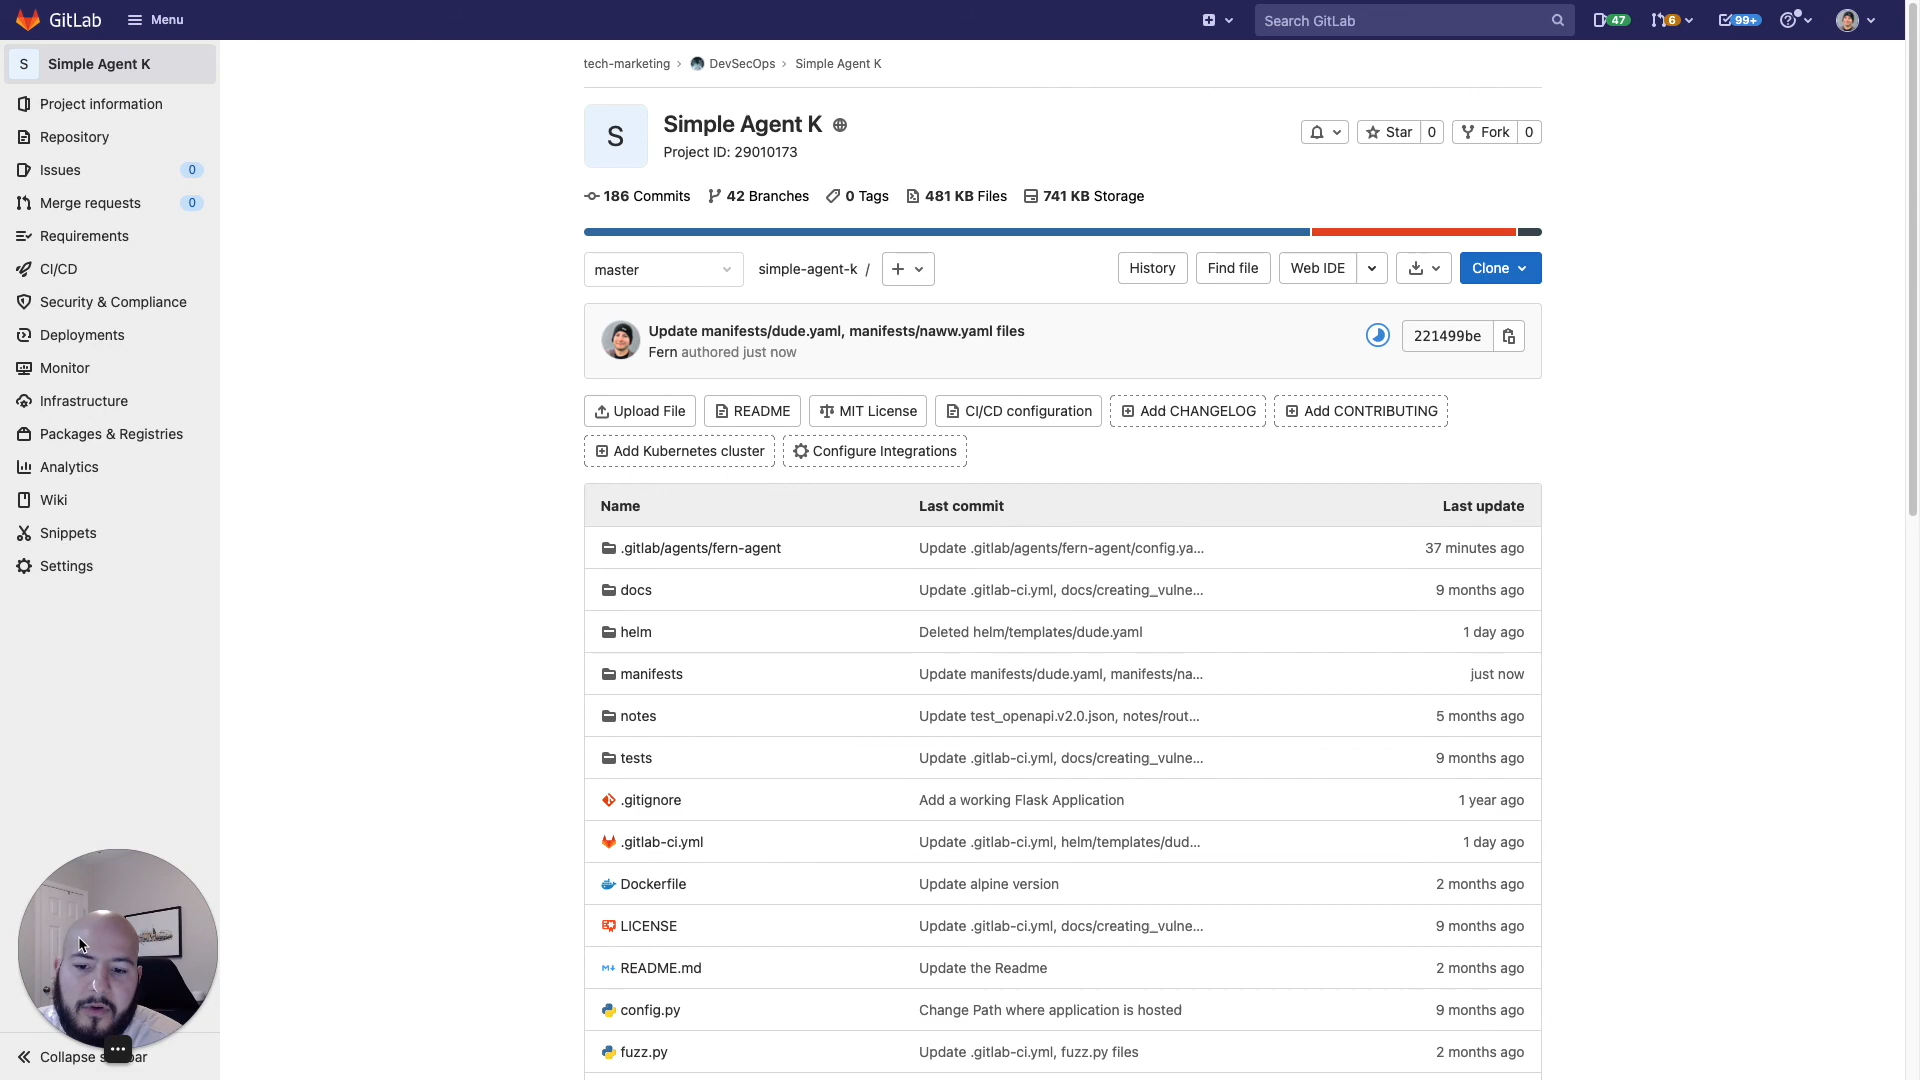 GitLab
Menu
Search GitLab
47
6
99+
S
Simple Agent K
Project information
Repository
Issues
0
Merge requests
0
Requirements
CI/CD
Security & Compliance
Deployments
Monitor
Infrastructure
Packages & Registries
Analytics
Wiki
Snippets
Settings
Collapse s bar
tech-marketing › DevSecOps › Simple Agent K
S
Simple Agent K
Project ID: 29010173
Star 0
Fork 0
186 Commits 42 Branches 0 Tags 481 KB Files 741 KB Storage
master
simple-agent-k /
History
Find file
Web IDE
Clone
Update manifests/dude.yaml, manifests/naww.yaml files
Fern authored just now
221499be
Upload File README MIT License CI/CD configuration Add CHANGELOG Add CONTRIBUTING
Add Kubernetes cluster Configure Integrations
Name Last commit Last update
.gitlab/agents/fern-agent Update .gitlab/agents/fern-agent/config.ya... 37 minutes ago
docs Update .gitlab-ci.yml, docs/creating_vulne... 9 months ago
helm Deleted helm/templates/dude.yaml 1 day ago
manifests Update manifests/dude.yaml, manifests/na... just now
notes Update test_openapi.v2.0.json, notes/rout... 5 months ago
tests Update .gitlab-ci.yml, docs/creating_vulne... 9 months ago
.gitignore Add a working Flask Application 1 year ago
.gitlab-ci.yml Update .gitlab-ci.yml, helm/templates/dud... 1 day ago
Dockerfile Update alpine version 2 months ago
LICENSE Update .gitlab-ci.yml, docs/creating_vulne... 9 months ago
README.md Update the Readme 2 months ago
config.py Change Path where application is hosted 9 months ago
fuzz.py Update .gitlab-ci.yml, fuzz.py files 2 months ago